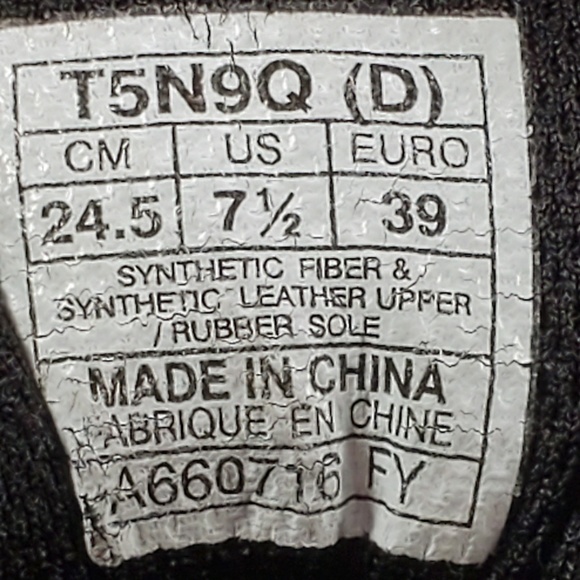 T5N9Q (D)
CM US EURO
24.5 7½ 39
SYNTHETIC FIBER &
SYNTHETIC LEATHER UPPER
/ RUBBER SOLE
MADE IN CHINA
FABRIQUE EN CHINE
A660716 FY